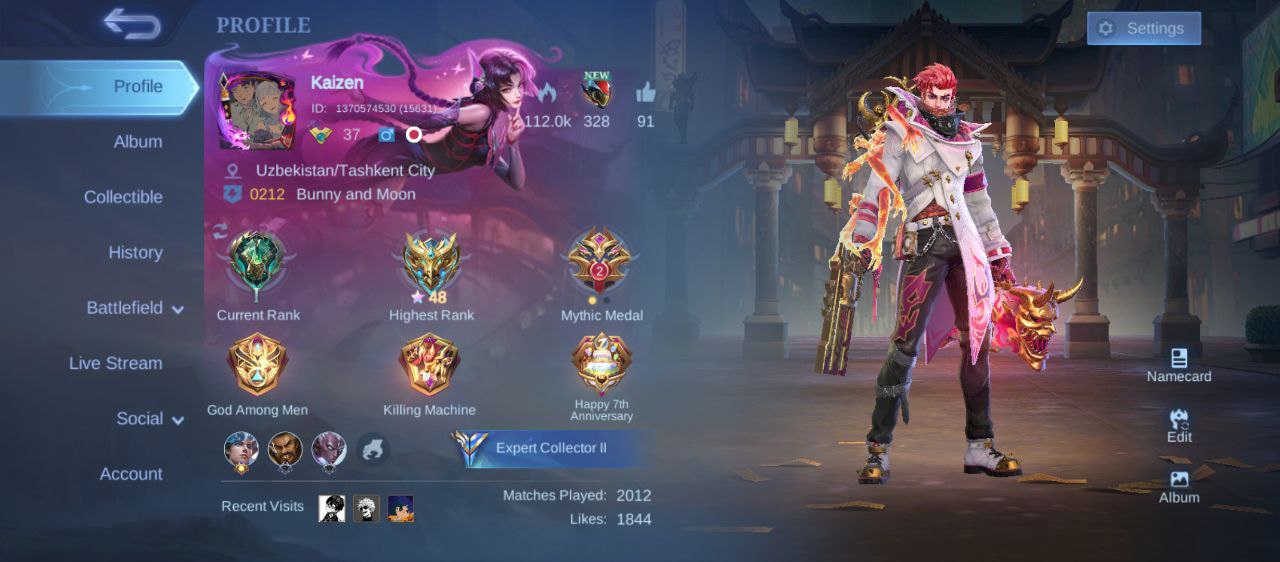 PROFILE
Settings
Profile
Album
Collectible
History
Battlefield
Live Stream
Social
Account
Kaizen
ID: 1370574530 (15631)
37
NEW
112.0k
328
91
Uzbekistan/Tashkent City
0212 Bunny and Moon
48
2
Current Rank
Highest Rank
Mythic Medal
God Among Men
Killing Machine
Happy 7th
Anniversary
Expert Collector II
Recent Visits
Matches Played: 2012
Likes: 1844
Namecard
Edit
Album